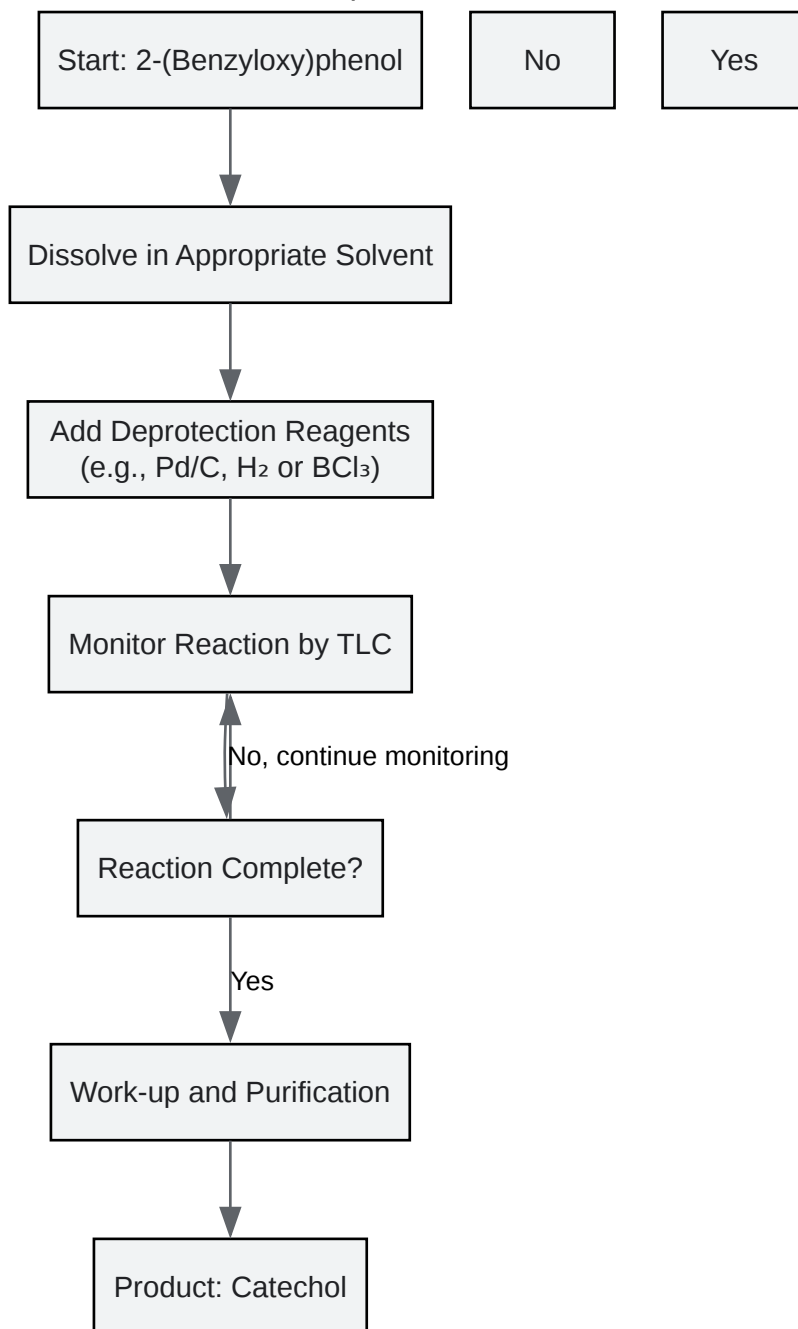 Start: 2-(Benzyloxy)phenol
No
Yes
Dissolve in Appropriate Solvent
Add Deprotection Reagents
(e.g., Pd/C, H₂ or BCl₃)
Monitor Reaction by TLC
No, continue monitoring
Reaction Complete?
Yes
Work-up and Purification
Product: Catechol